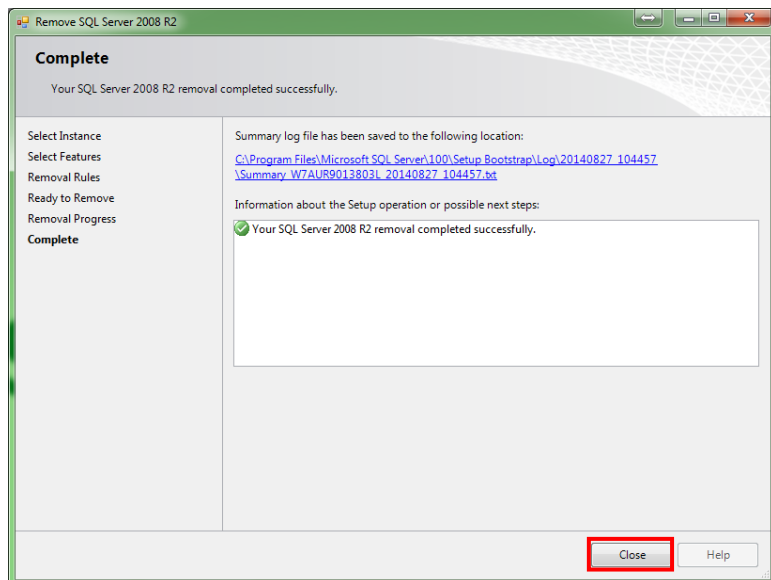 Remove SQL Server 2008 R2
Complete
Your SQL Server 2008 R2 removal completed successfully.
Select Instance
Select Features
Removal Rules
Ready to Remove
Removal Progress
Complete
Summary log file has been saved to the following location:
C:\Program Files\Microsoft SQL Server\100\Setup Bootstrap\Log\20140827_104457
\Summary_W7AUR9013803L_20140827_104457.txt
Information about the Setup operation or possible next steps:
Your SQL Server 2008 R2 removal completed successfully.
Close
Help